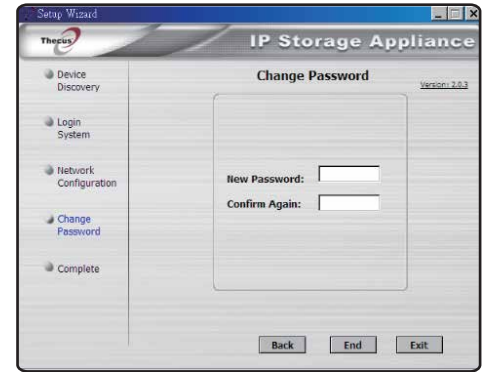 Setup Wizard
Thecus
IP Storage Appliance
Device
Discovery
Login
System
Network
Configuration
Change
Password
Complete
Change Password
Version: 2.0.3
New Password:
Confirm Again:
Back
End
Exit